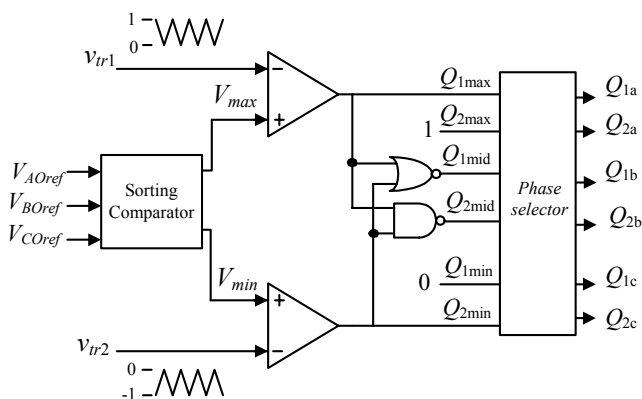 1
0
vtr1
−
Vmax
+
Q1max
Q2max
1
Q1mid
Q2mid
Q1min
0
Q2min
Phase
selector
Q1a
Q2a
Q1b
Q2b
Q1c
Q2c
VAOref
VBOref
VCOref
Sorting
Comparator
Vmin
+
−
vtr2
0
-1